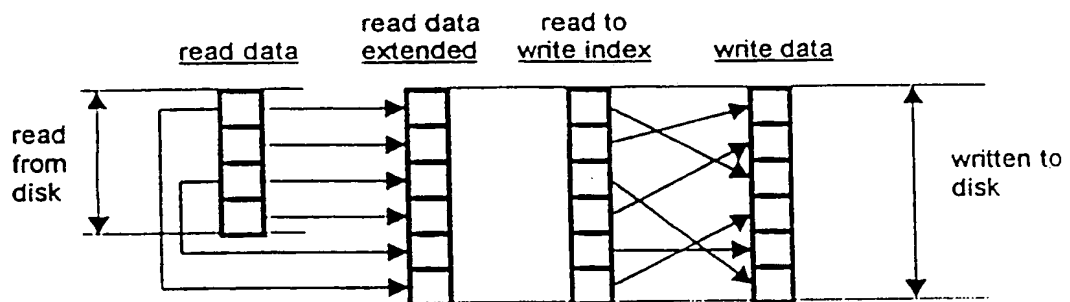 read data
read data
extended
read to
write index
write data
read
from
disk
written to
disk